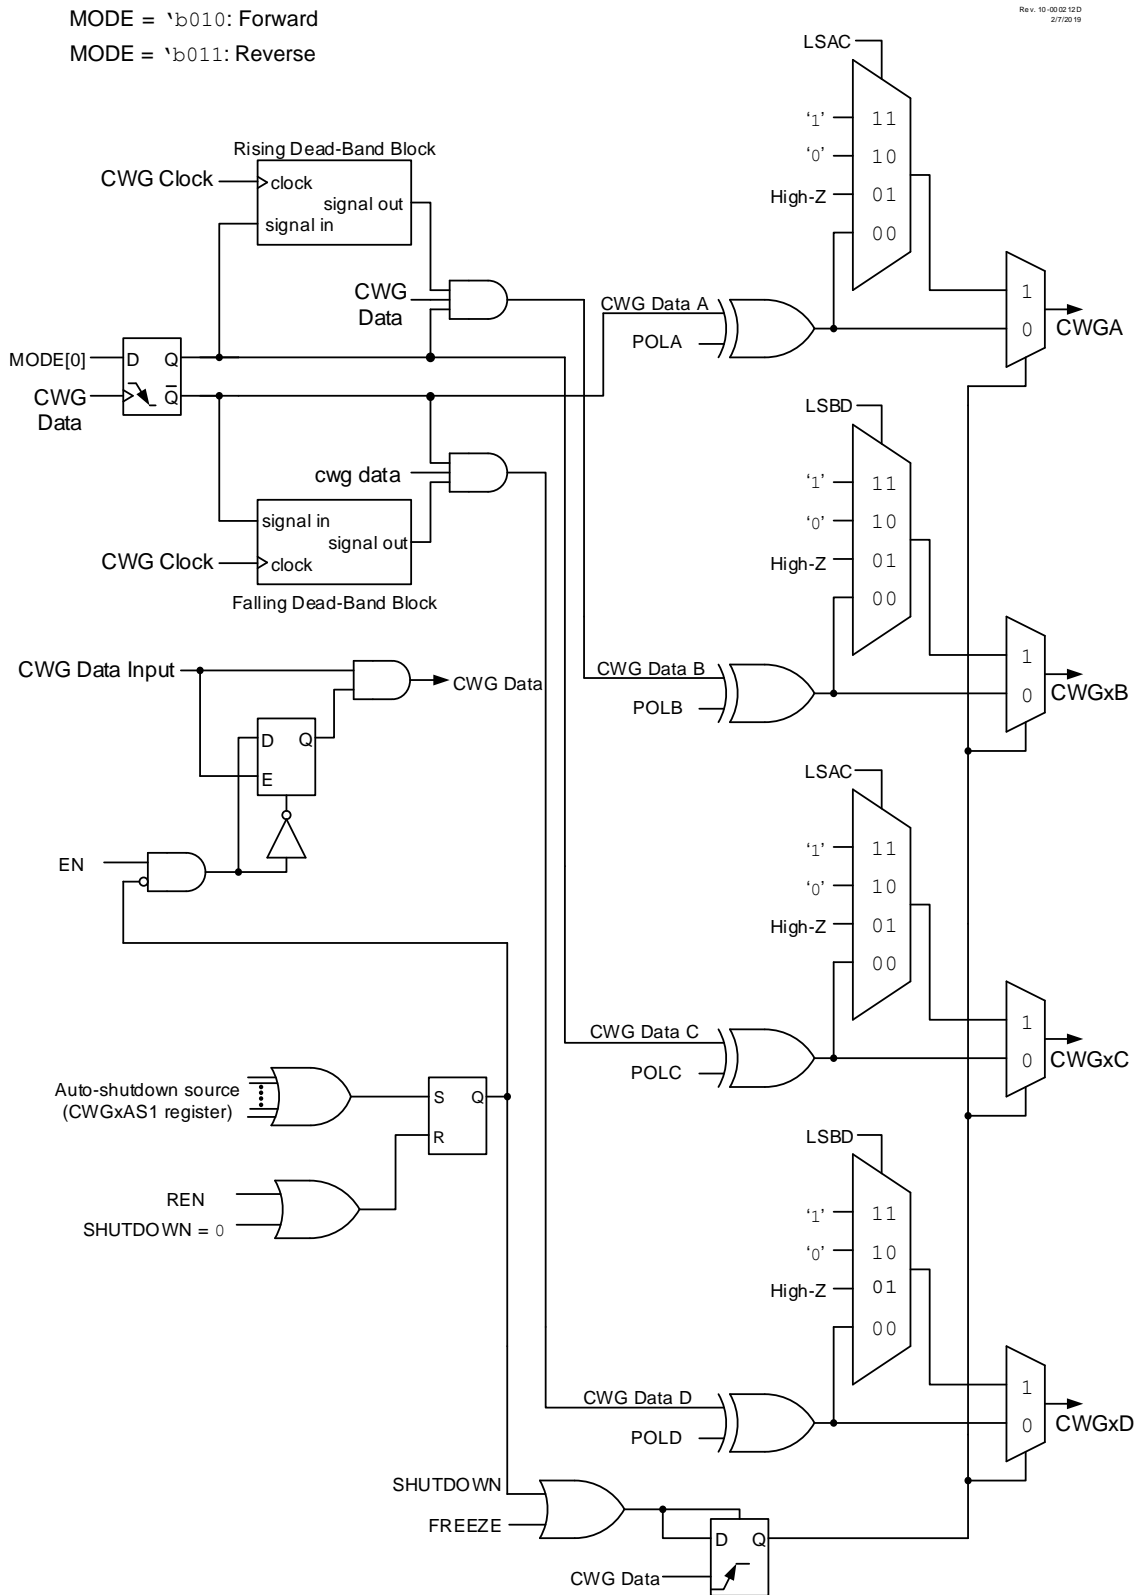 MODE = ‘b010: Forward
MODE = ‘b011: Reverse
Rev. 10-000212D
2/7/2019
LSAC
‘1’
11
‘0’
10
High-Z
01
00
1
0
CWGA
Rising Dead-Band Block
CWG Clock
clock
signal out
signal in
CWG
Data
CWG Data A
POLA
MODE[0]
D
Q
CWG
Data
Q
cwg data
signal in
signal out
CWG Clock
clock
Falling Dead-Band Block
LSBD
‘1’
11
‘0’
10
High-Z
01
00
1
0
CWGxB
CWG Data B
POLB
CWG Data Input
CWG Data
D
Q
E
EN
LSAC
‘1’
11
‘0’
10
High-Z
01
00
1
0
CWGxC
CWG Data C
POLC
Auto-shutdown source
(CWGxAS1 register)
S
Q
R
REN
SHUTDOWN = 0
LSBD
‘1’
11
‘0’
10
High-Z
01
00
1
0
CWGxD
CWG Data D
POLD
SHUTDOWN
FREEZE
D
Q
CWG Data